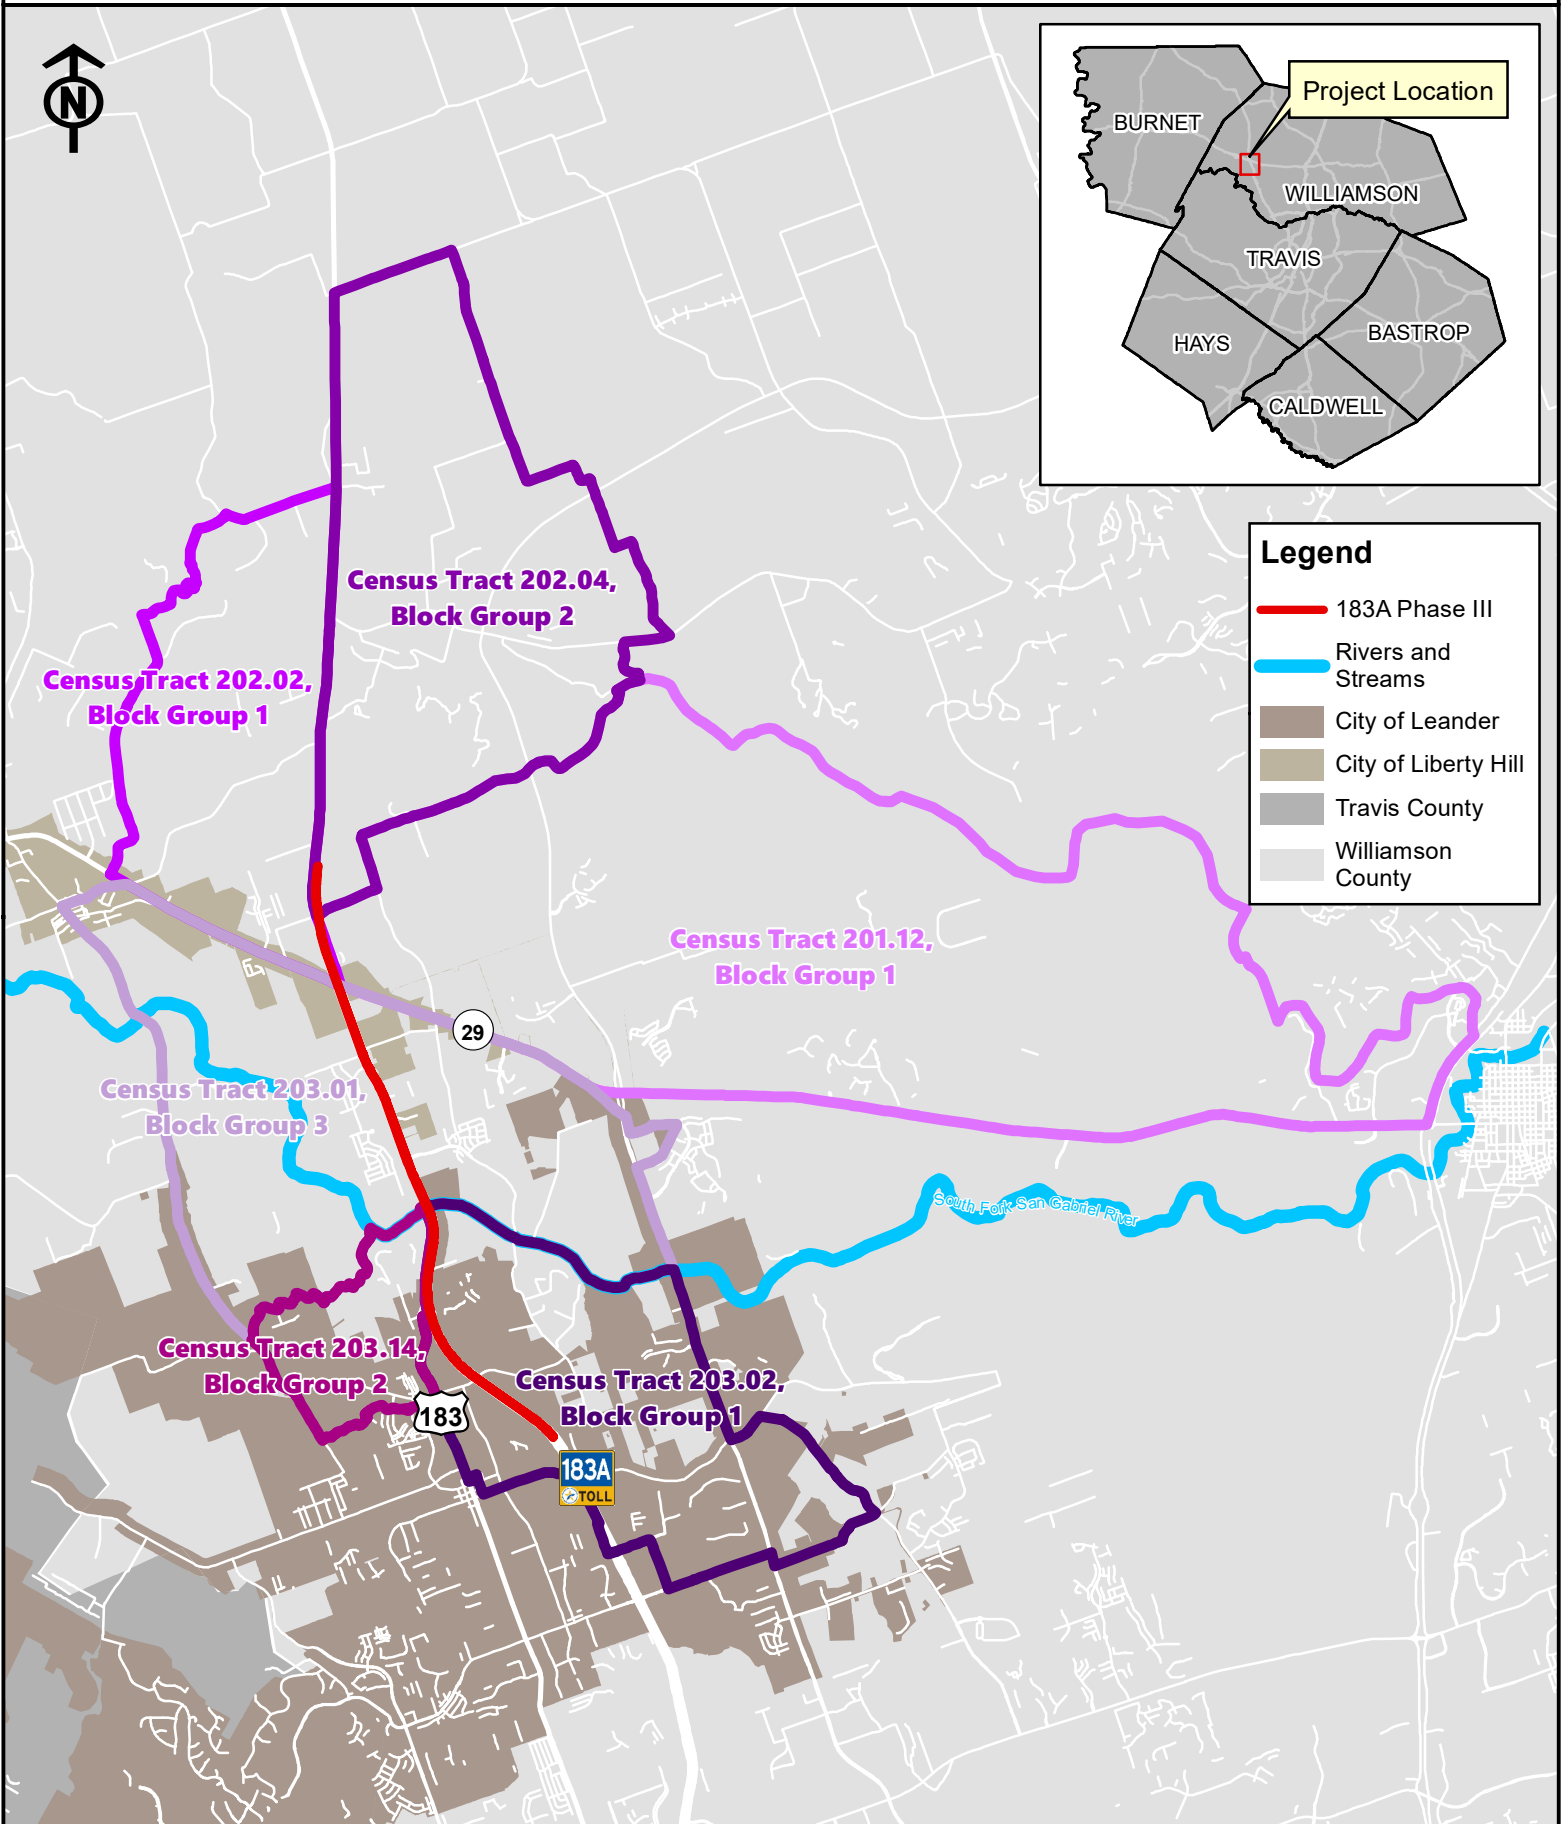 N
BURNET
Project Location
WILLIAMSON
TRAVIS
HAYS
BASTROP
CALDWELL
Legend
183A Phase III
Rivers and
Streams
City of Leander
City of Liberty Hill
Travis County
Williamson
County
Census Tract 202.04,
Block Group 2
Census Tract 202.02,
Block Group 1
Census Tract 201.12,
Block Group 1
29
Census Tract 203.01,
Block Group 3
South Fork San Gabriel River
Census Tract 203.14,
Block Group 2
Census Tract 203.02,
Block Group 1
183
183A
TOLL